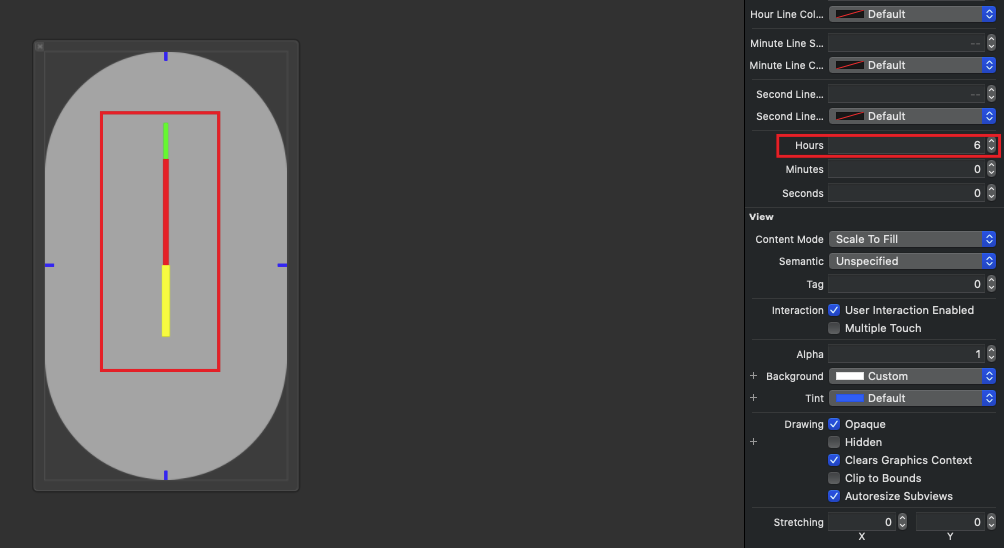 Hour Line Col... Default
Minute Line S... --
Minute Line C... Default
Second Line... --
Second Line... Default
Hours 6
Minutes 0
Seconds 0
View
Content Mode Scale To Fill
Semantic Unspecified
Tag 0
Interaction User Interaction Enabled
Multiple Touch
Alpha 1
+ Background Custom
+ Tint Default
Drawing Opaque
+ Hidden
Clears Graphics Context
Clip to Bounds
Autoresize Subviews
Stretching 0 0
X Y